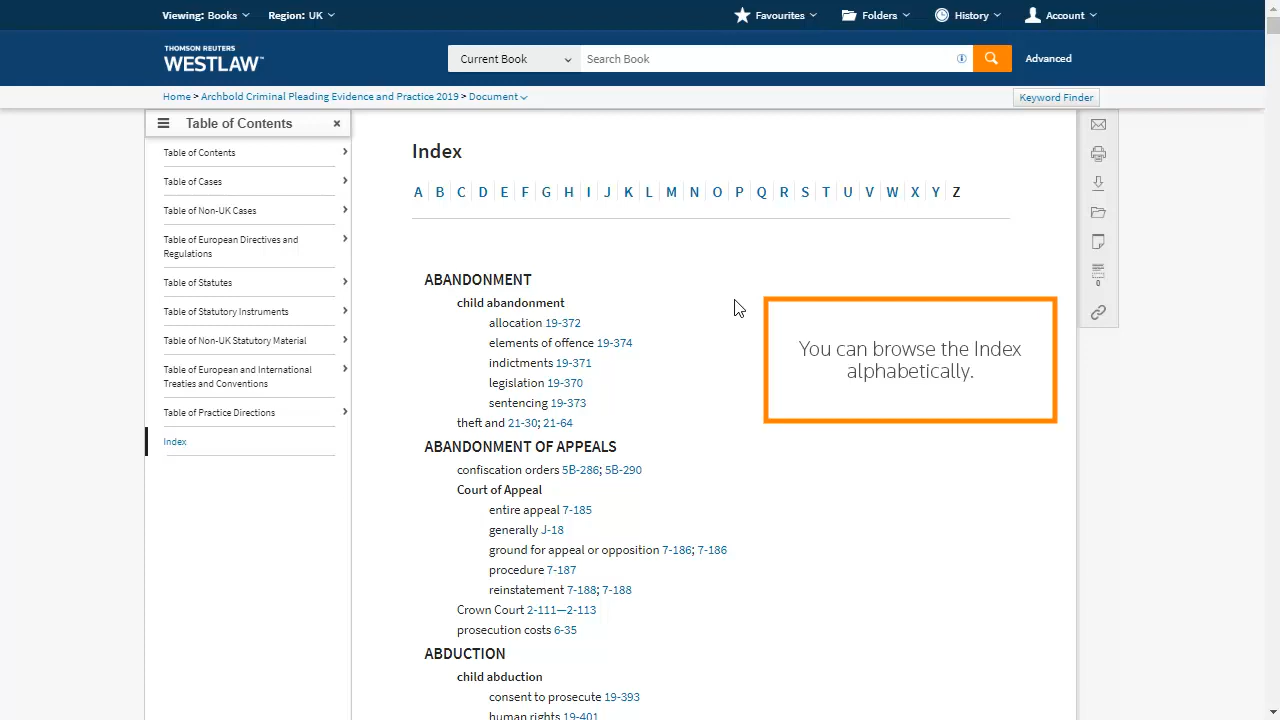 Viewing: Books Region: UK Favourites Folders History Account
THOMSON REUTERS
WESTLAW™
Current Book Search Book Advanced
Home > Archbold Criminal Pleading Evidence and Practice 2019 > Document
Keyword Finder
Table of Contents ×
Table of Contents
Table of Cases
Table of Non-UK Cases
Table of European Directives and
Regulations
Table of Statutes
Table of Statutory Instruments
Table of Non-UK Statutory Material
Table of European and International
Treaties and Conventions
Table of Practice Directions
Index
Index
A B C D E F G H I J K L M N O P Q R S T U V W X Y Z
ABANDONMENT
child abandonment
allocation 19-372
elements of offence 19-374
indictments 19-371
legislation 19-370
sentencing 19-373
theft and 21-30; 21-64
ABANDONMENT OF APPEALS
confiscation orders 5B-286; 5B-290
Court of Appeal
entire appeal 7-185
generally J-18
ground for appeal or opposition 7-186; 7-186
procedure 7-187
reinstatement 7-188; 7-188
Crown Court 2-111—2-113
prosecution costs 6-35
ABDUCTION
child abduction
consent to prosecute 19-393
human rights 19-401
You can browse the Index
alphabetically.
0